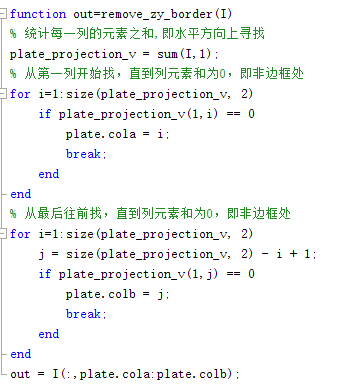 function out=remove_zy_border(I)
% 统计每一列的元素之和,即水平方向上寻找
plate_projection_v = sum(I,1);
% 从第一列开始找，直到列元素和为0，即非边框处
for i=1:size(plate_projection_v, 2)
if plate_projection_v(1,i) == 0
plate.cola = i;
break;
end
end
% 从最后往前找，直到列元素和为0，即非边框处
for i=1:size(plate_projection_v, 2)
j = size(plate_projection_v, 2) - i + 1;
if plate_projection_v(1,j) == 0
plate.colb = j;
break;
end
end
out = I(:,plate.cola:plate.colb);